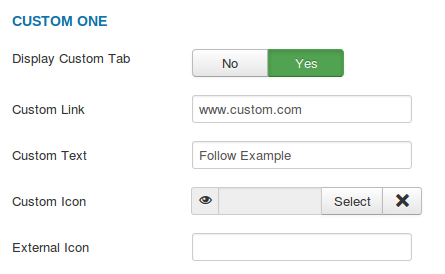 CUSTOM ONE
Display Custom Tab No Yes
Custom Link www.custom.com
Custom Text Follow Example
Custom Icon Select
External Icon